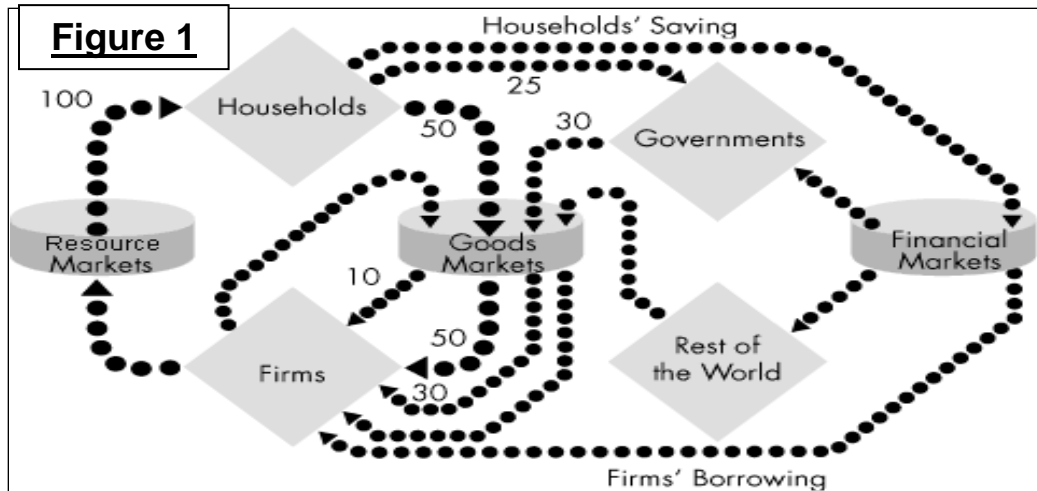 Figure 1
Households' Saving
100
Households
25
50
30
Governments
Resource
Markets
Goods
Markets
Financial
Markets
10
50
Firms
30
Rest of
the World
Firms' Borrowing